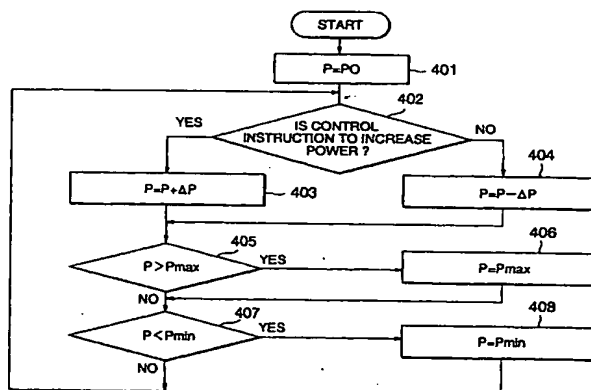 START
P=PO
401
402
YES
IS CONTROL
INSTRUCTION TO INCREASE
POWER ?
NO
404
P=P+ΔP
403
P=P−ΔP
405
406
P>Pmax
YES
P=Pmax
NO
407
408
P<Pmin
YES
P=Pmin
NO